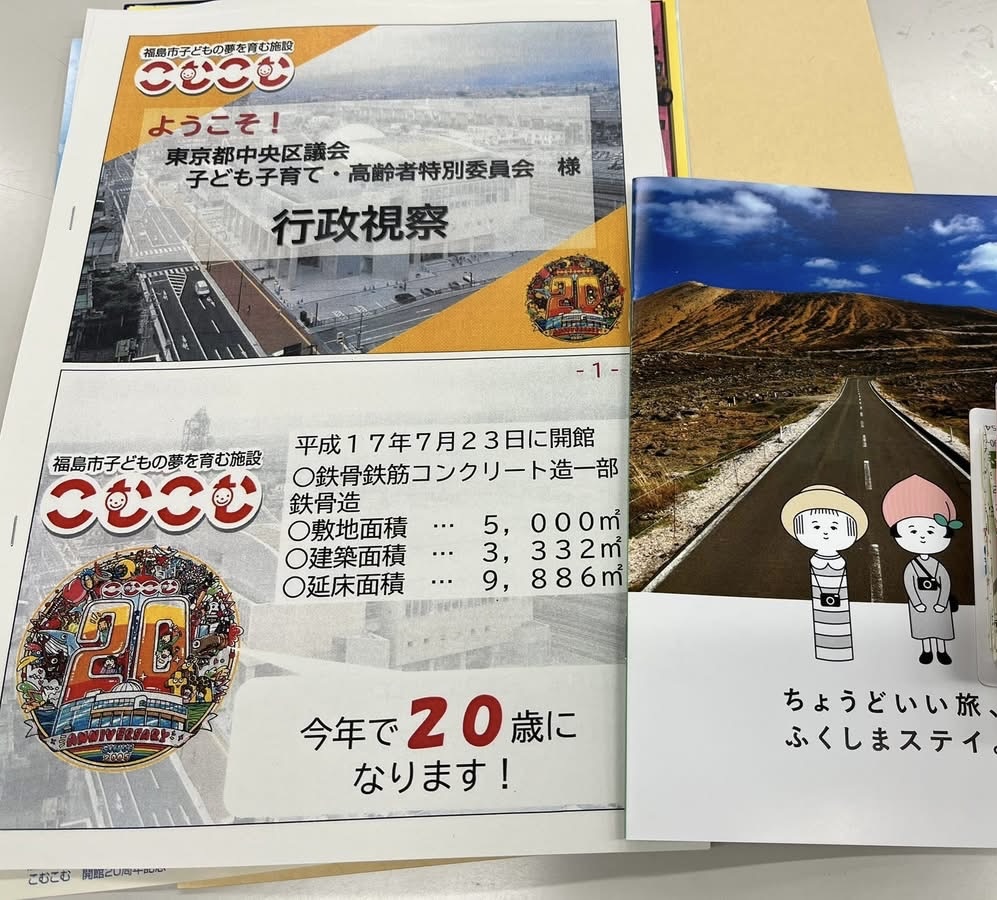 福島市子どもの夢を育む施設
こむこむ
ようこそ！
東京都中央区議会
子ども子育て・高齢者特別委員会　様
行政視察
20
-1-
福島市子どもの夢を育む施設
こむこむ
平成１７年７月２３日に開館
○鉄骨鉄筋コンクリート造一部
鉄骨造
○敷地面積　…　５，０００㎡
○建築面積　…　３，３３２㎡
○延床面積　…　９，８８６㎡
こむこむ
20
ANNIVERSARY
今年で２０歳に
なります！
ちょうどいい旅、
ふくしまステイ。
こむこむ　開館20周年記念